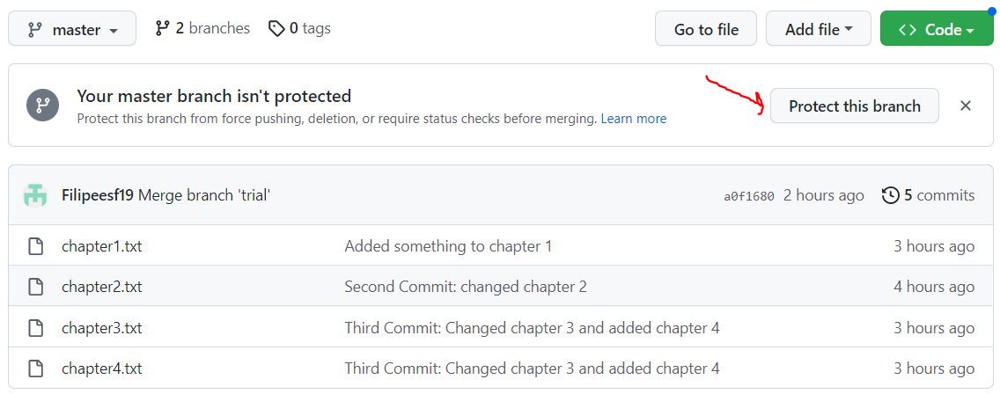 master 2 branches 0 tags Go to file Add file Code
Your master branch isn't protected
Protect this branch from force pushing, deletion, or require status checks before merging. Learn more
Protect this branch
Filipeesf19 Merge branch 'trial' a0f1680 2 hours ago 5 commits
chapter1.txt Added something to chapter 1 3 hours ago
chapter2.txt Second Commit: changed chapter 2 4 hours ago
chapter3.txt Third Commit: Changed chapter 3 and added chapter 4 3 hours ago
chapter4.txt Third Commit: Changed chapter 3 and added chapter 4 3 hours ago